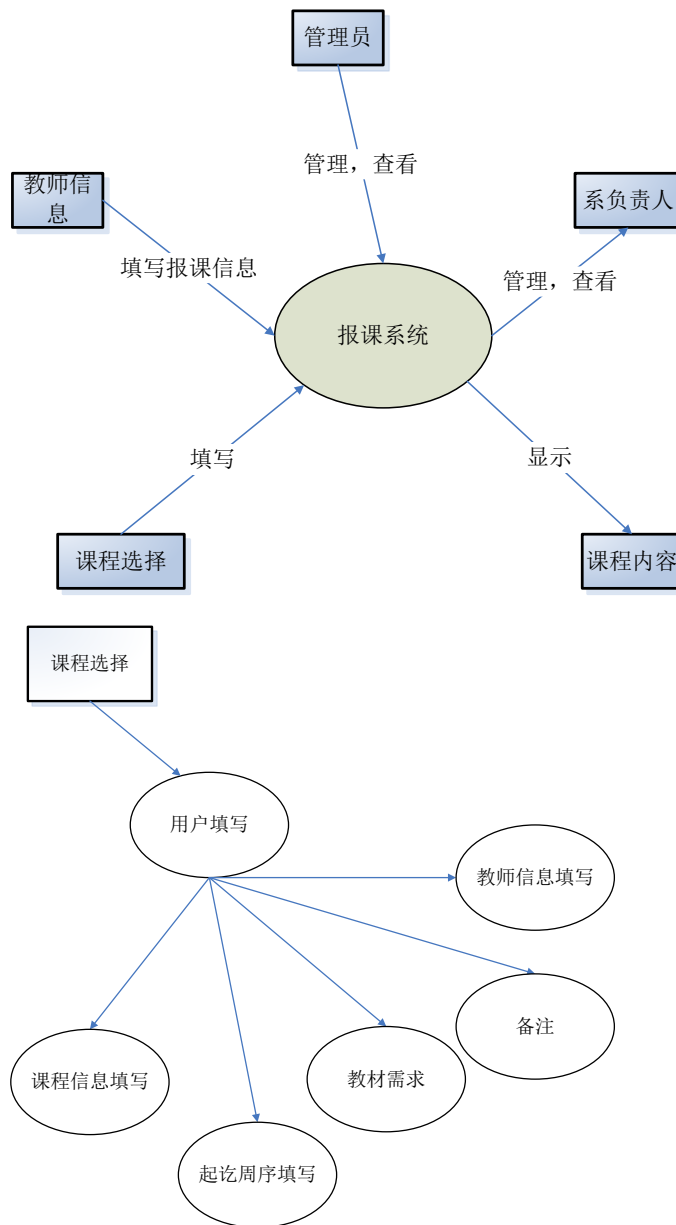 管理员
管理，查看
教师信
息
系负责人
填写报课信息
管理，查看
报课系统
填写
显示
课程选择
课程内容
课程选择
用户填写
教师信息填写
备注
课程信息填写
教材需求
起讫周序填写